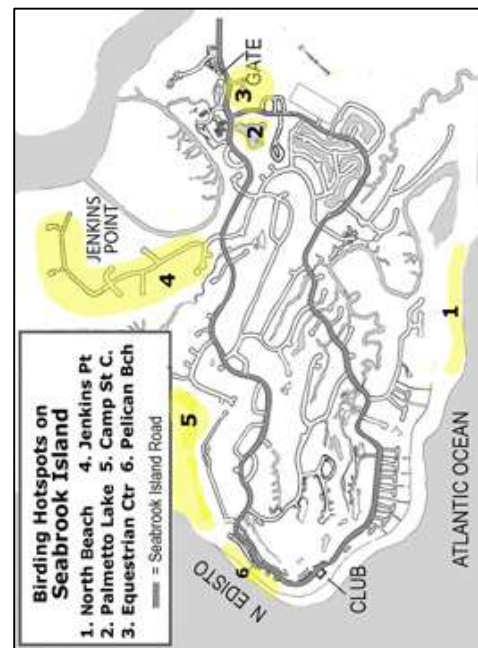 Birding Hotspots on
Seabrook Island
1. North Beach 4. Jenkins Pt
2. Palmetto Lake 5. Camp St C.
3. Equestrian Ctr 6. Pelican Bch
= Seabrook Island Road
GATE
3
2
JENKINS
POINT
4
5
1
6
N EDISTO
CLUB
ATLANTIC OCEAN